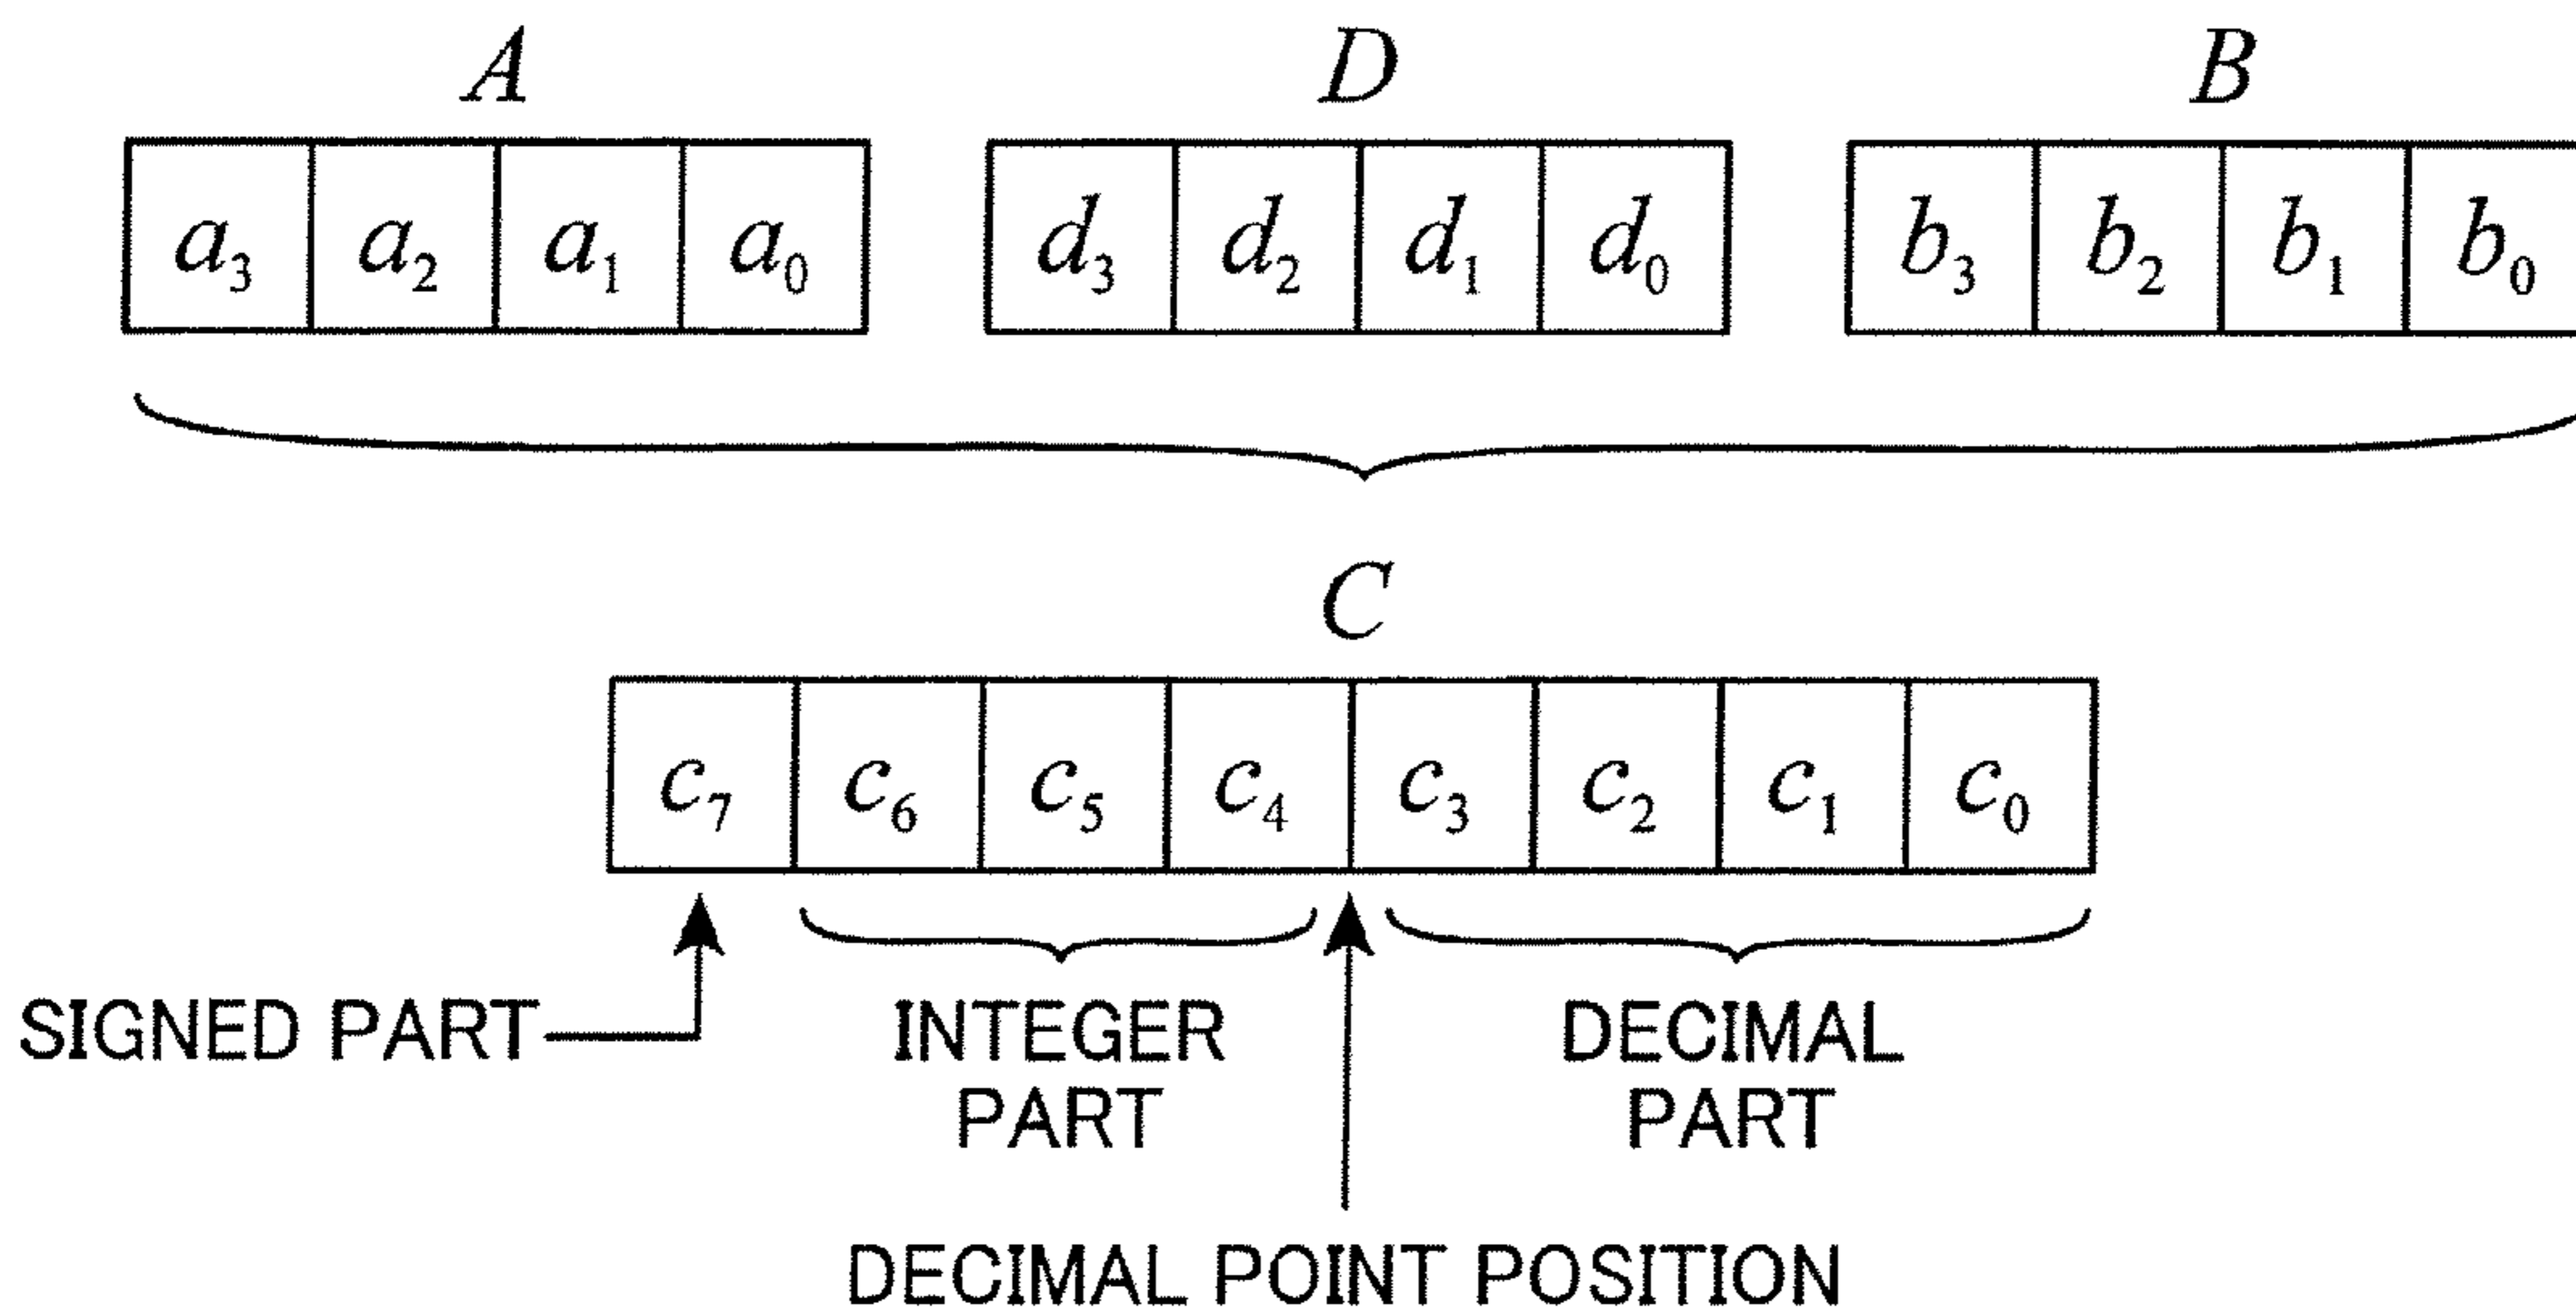 A D B
a₃ a₂ a₁ a₀ d₃ d₂ d₁ d₀ b₃ b₂ b₁ b₀
C
c₇ c₆ c₅ c₄ c₃ c₂ c₁ c₀
SIGNED PART INTEGER DECIMAL
PART PART
DECIMAL POINT POSITION